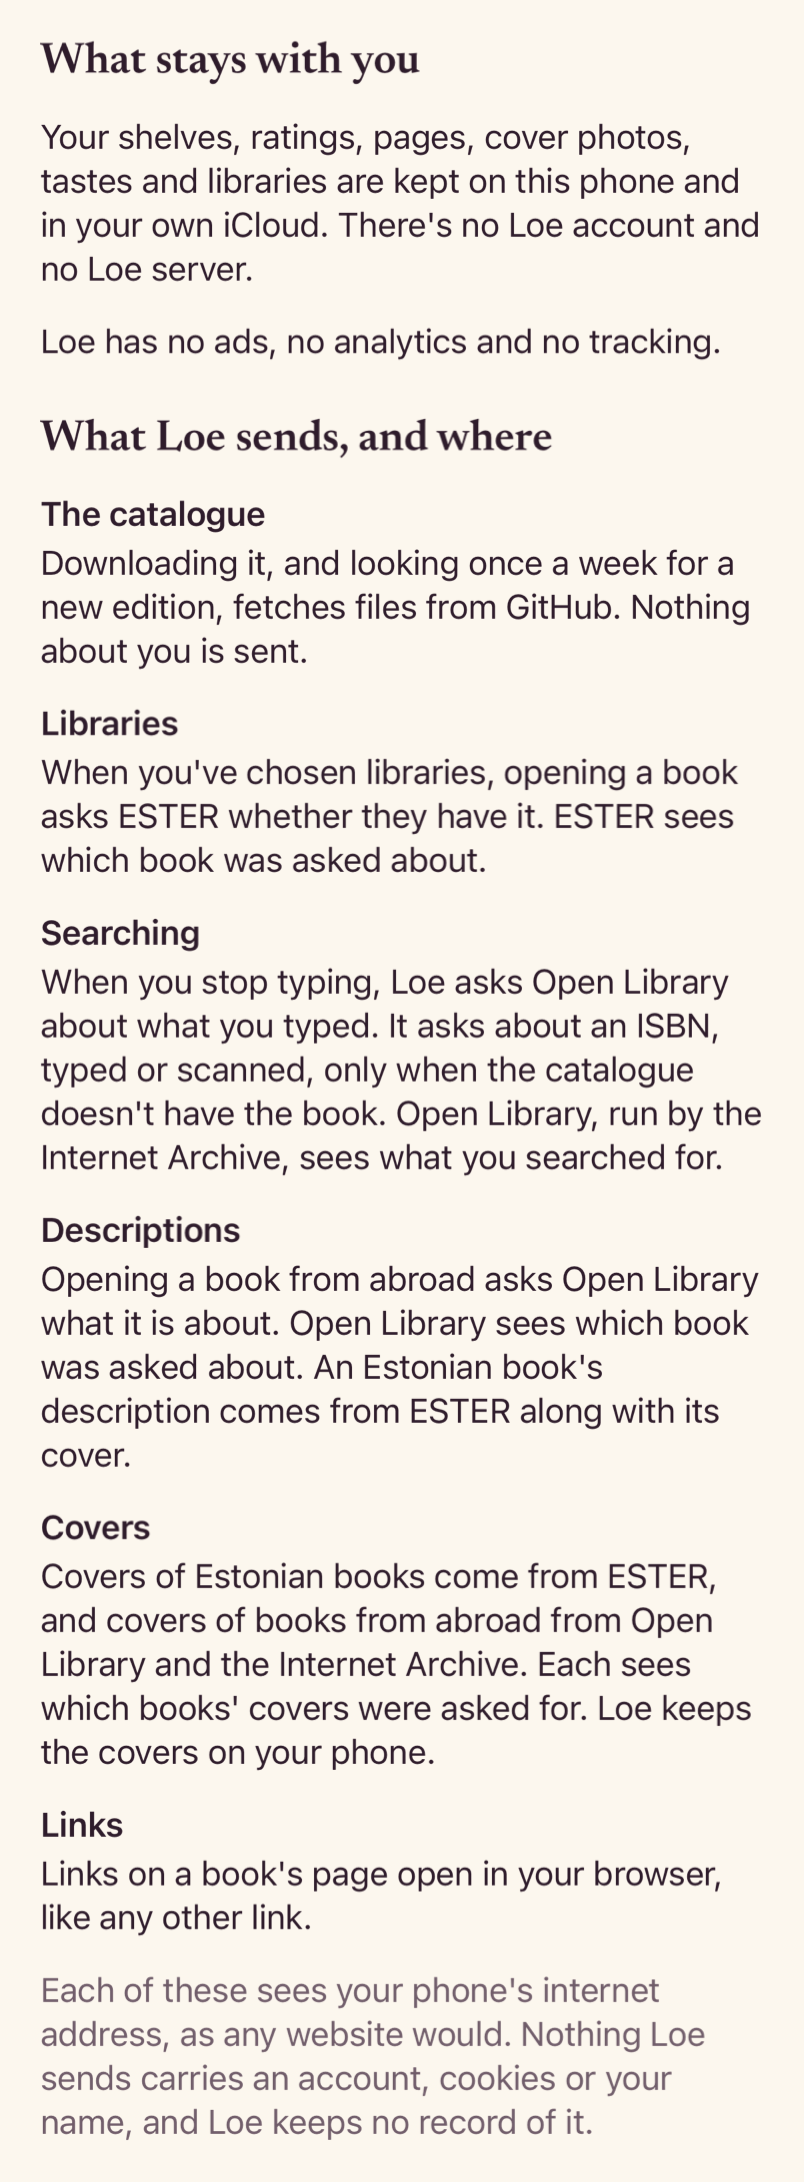 What stays with you
Your shelves, ratings, pages, cover photos,
tastes and libraries are kept on this phone and
in your own iCloud. There's no Loe account and
no Loe server.
Loe has no ads, no analytics and no tracking.
What Loe sends, and where
The catalogue
Downloading it, and looking once a week for a
new edition, fetches files from GitHub. Nothing
about you is sent.
Libraries
When you've chosen libraries, opening a book
asks ESTER whether they have it. ESTER sees
which book was asked about.
Searching
When you stop typing, Loe asks Open Library
about what you typed. It asks about an ISBN,
typed or scanned, only when the catalogue
doesn't have the book. Open Library, run by the
Internet Archive, sees what you searched for.
Descriptions
Opening a book from abroad asks Open Library
what it is about. Open Library sees which book
was asked about. An Estonian book's
description comes from ESTER along with its
cover.
Covers
Covers of Estonian books come from ESTER,
and covers of books from abroad from Open
Library and the Internet Archive. Each sees
which books' covers were asked for. Loe keeps
the covers on your phone.
Links
Links on a book's page open in your browser,
like any other link.
Each of these sees your phone's internet
address, as any website would. Nothing Loe
sends carries an account, cookies or your
name, and Loe keeps no record of it.